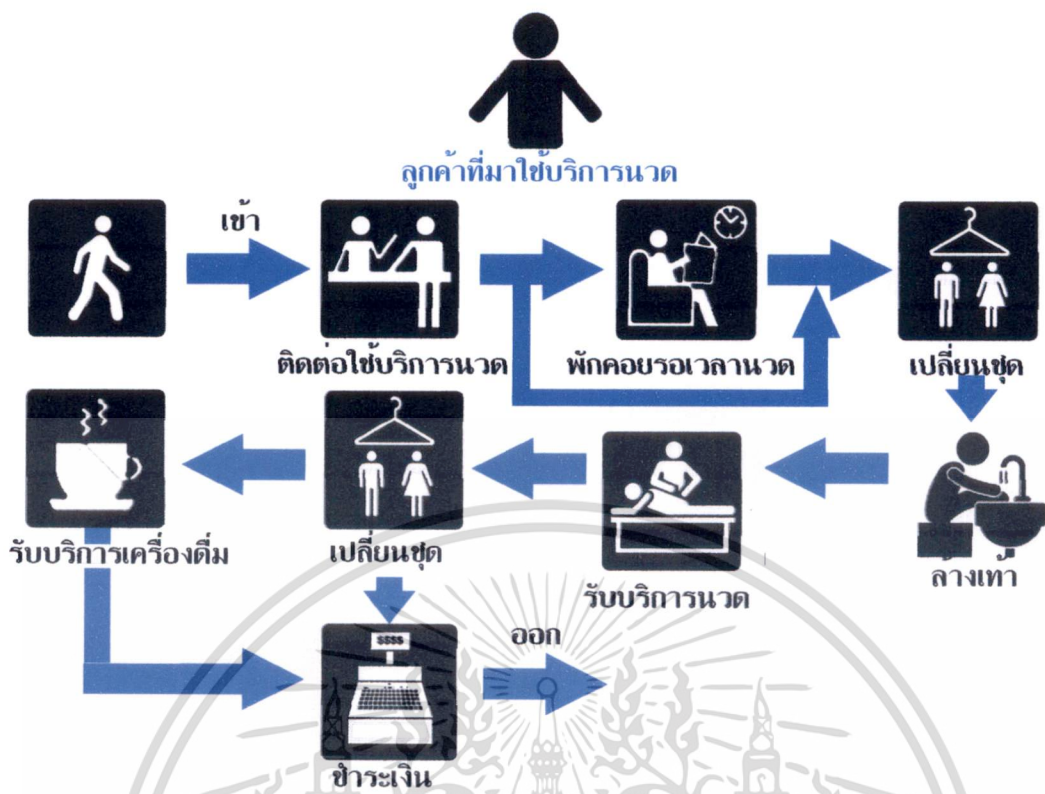 ลูกค้าที่มาใช้บริการนวด
เข้า
ติดต่อใช้บริการนวด
พักคอยรอเวลานวด
เปลี่ยนชุด
รับบริการเครื่องดื่ม
เปลี่ยนชุด
รับบริการนวด
ล้างเท้า
$$$$
ออก
ชำระเงิน